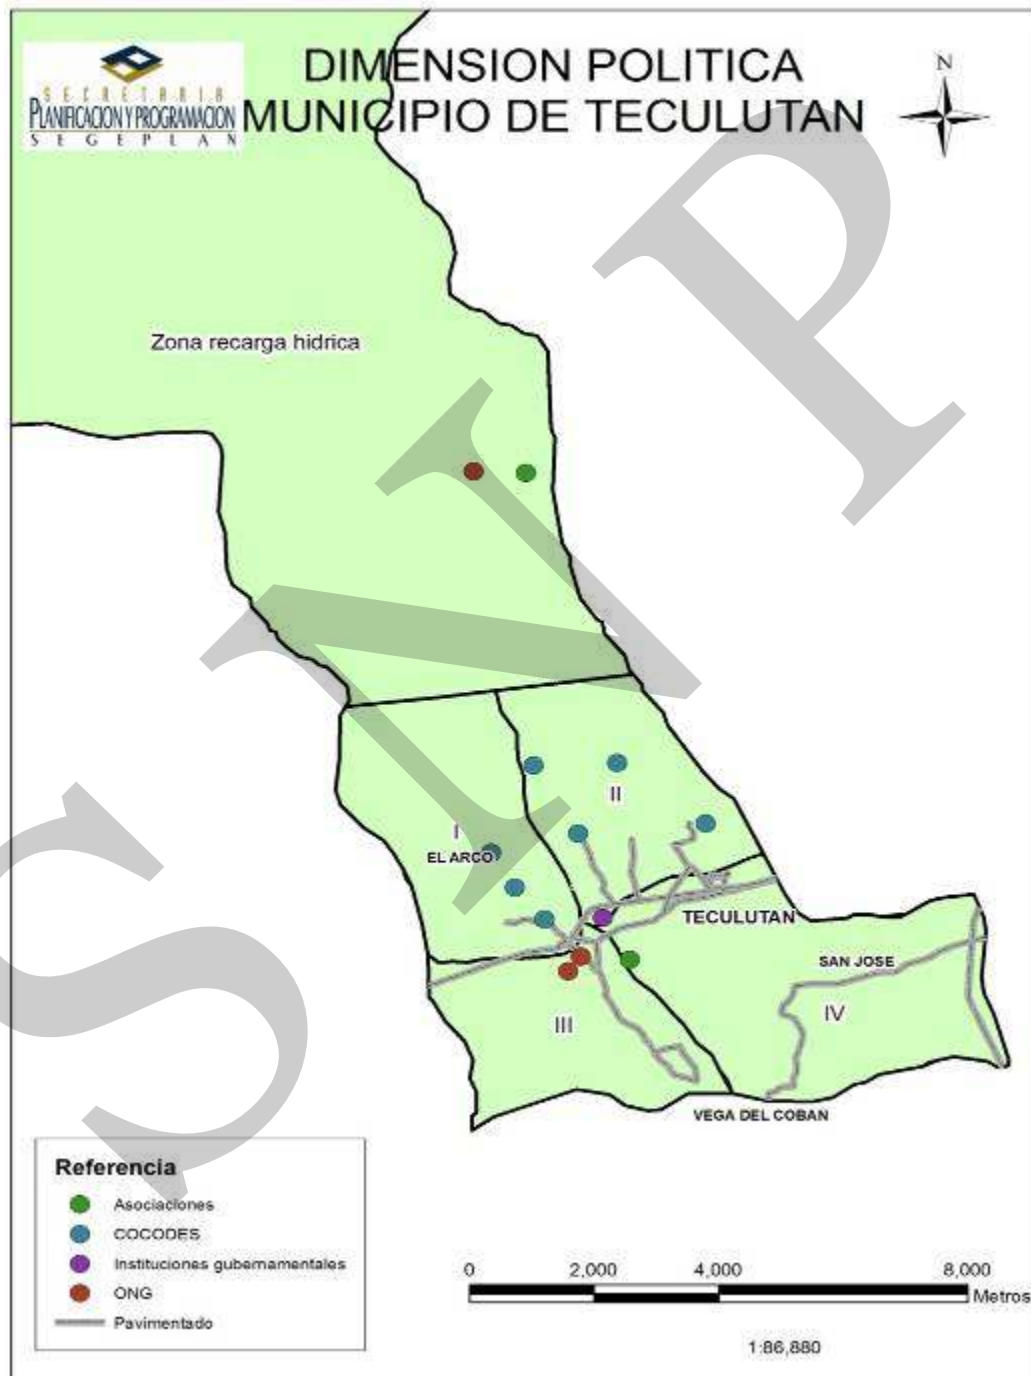 DIMENSION POLITICA
MUNICIPIO DE TECULUTAN
SECRETARIA
PLANIFICACION Y PROGRAMACION
SEGEPLAN
N
Zona recarga hidrica
II
I
EL ARCO
TECULUTAN
SAN JOSE
IV
III
VEGA DEL COBAN
Referencia
Asociaciones
COCODES
Instituciones gubernamentales
ONG
Pavimentado
0 2,000 4,000 8,000
Metros
1:86,880
SNP